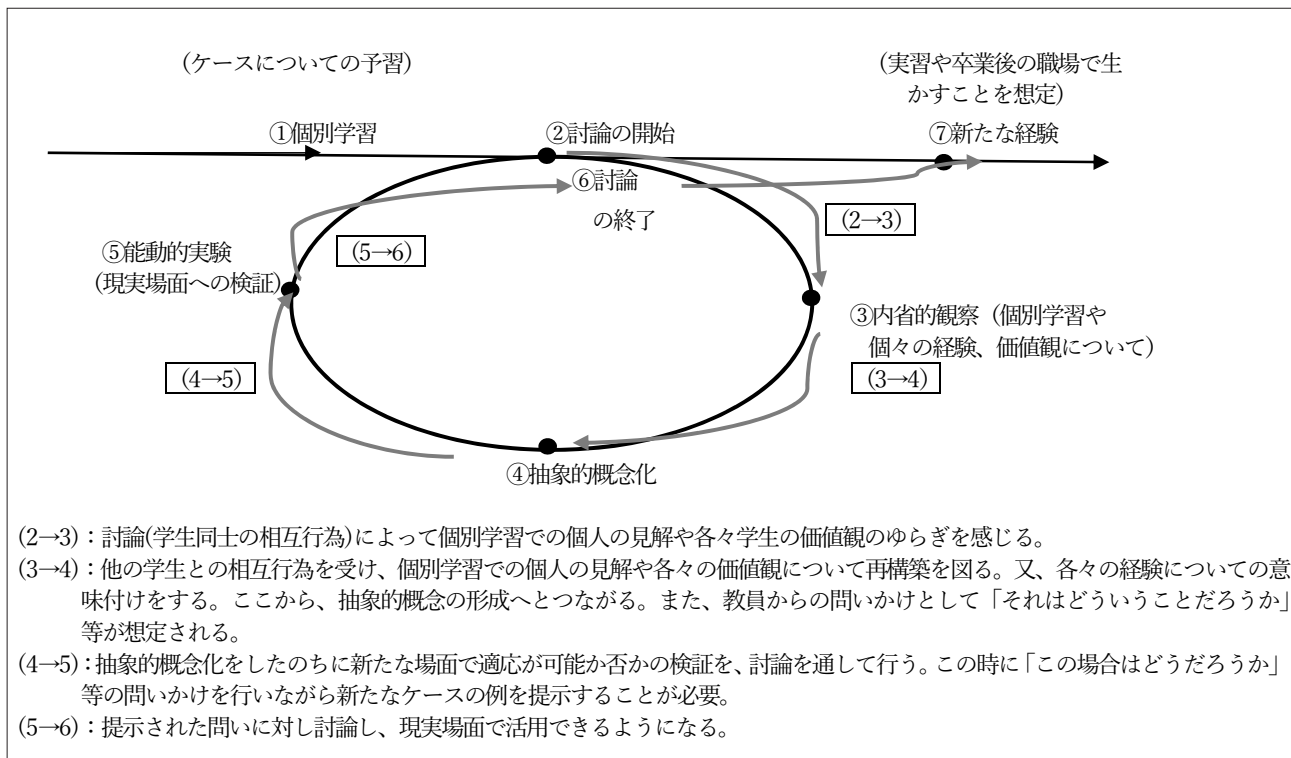 (ケースについての予習)
(実習や卒業後の職場で生
かすことを想定)
①個別学習
②討論の開始
⑦新たな経験
⑥討論
の終了
(2→3)
⑤能動的実験
(現実場面への検証)
(5→6)
③内省的観察（個別学習や
個々の経験、価値観について）
(4→5)
(3→4)
④抽象的概念化
(2→3)：討論(学生同士の相互行為)によって個別学習での個人の見解や各々学生の価値観のゆらぎを感じる。
(3→4)：他の学生との相互行為を受け、個別学習での個人の見解や各々の価値観について再構築を図る。又、各々の経験についての意
味付けをする。ここから、抽象的概念の形成へとつながる。また、教員からの問いかけとして「それはどういうことだろうか」
等が想定される。
(4→5)：抽象的概念化をしたのちに新たな場面で適応が可能か否かの検証を、討論を通して行う。この時に「この場合はどうだろうか」
等の問いかけを行いながら新たなケースの例を提示することが必要。
(5→6)：提示された問いに対し討論し、現実場面で活用できるようになる。